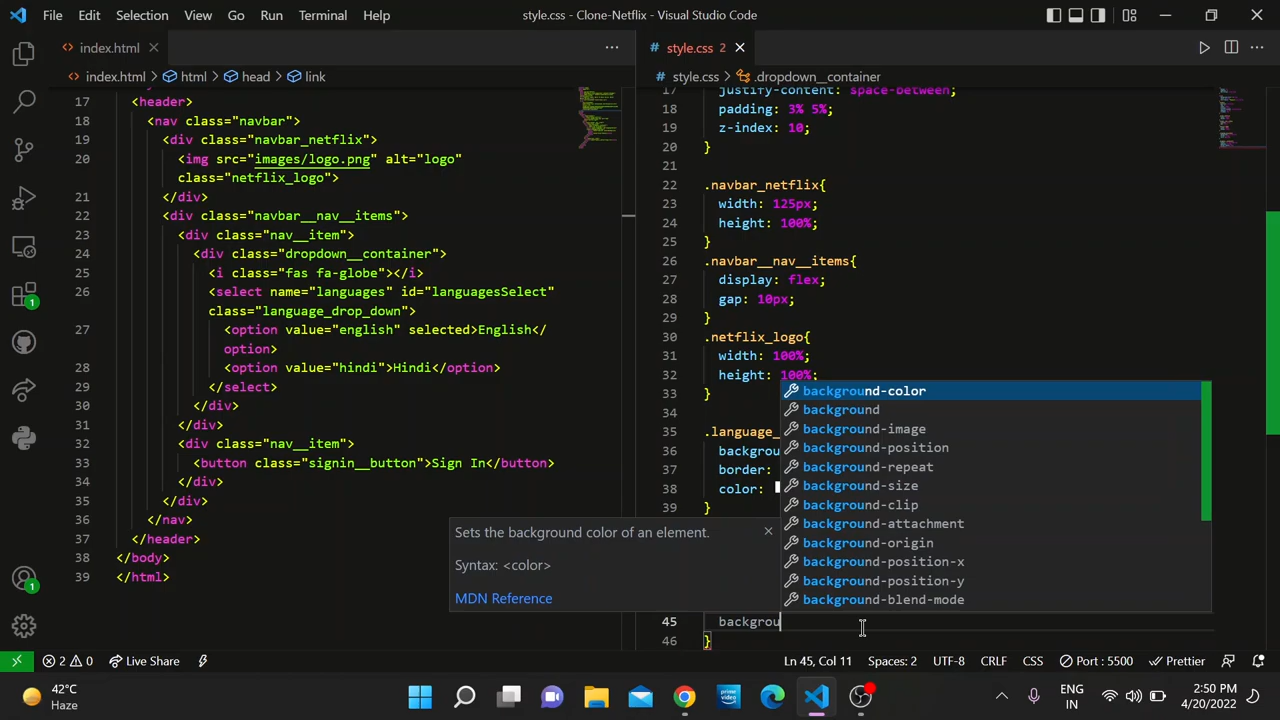 File Edit Selection View Go Run Terminal Help style.css - Clone-Netflix - Visual Studio Code
index.html
style.css 2
index.html > html > head > link
style.css > .dropdown__container
17 <header>
18 <nav class="navbar">
19 <div class="navbar_netflix">
20 <img src="images/logo.png" alt="logo"
class="netflix_logo">
21 </div>
22 <div class="navbar__nav__items">
23 <div class="nav__item">
24 <div class="dropdown__container">
25 <i class="fas fa-globe"></i>
26 <select name="languages" id="languagesSelect"
class="language_drop_down">
27 <option value="english" selected>English</
option>
28 <option value="hindi">Hindi</option>
29 </select>
30 </div>
31 </div>
32 <div class="nav__item">
33 <button class="signin__button">Sign In</button>
34 </div>
35 </div>
36 </nav>
37 </header>
38 </body>
39 </html>
17 justify-content: space-between;
18 padding: 3% 5%;
19 z-index: 10;
20 }
21
22 .navbar_netflix{
23 width: 125px;
24 height: 100%;
25 }
26 .navbar__nav__items{
27 display: flex;
28 gap: 10px;
29 }
30 .netflix_logo{
31 width: 100%;
32 height: 100%;
33 }
34
35 .language_
36 backgrou
37 border:
38 color:
39 }
45 backgrou
46 }
background-color
background
background-image
background-position
background-repeat
background-size
background-clip
background-attachment
background-origin
background-position-x
background-position-y
background-blend-mode
Sets the background color of an element.
Syntax: <color>
MDN Reference
2 0 Live Share Ln 45, Col 11 Spaces: 2 UTF-8 CRLF CSS Port : 5500 Prettier
42°C
Haze
prime video
ENG
IN
2:50 PM
4/20/2022